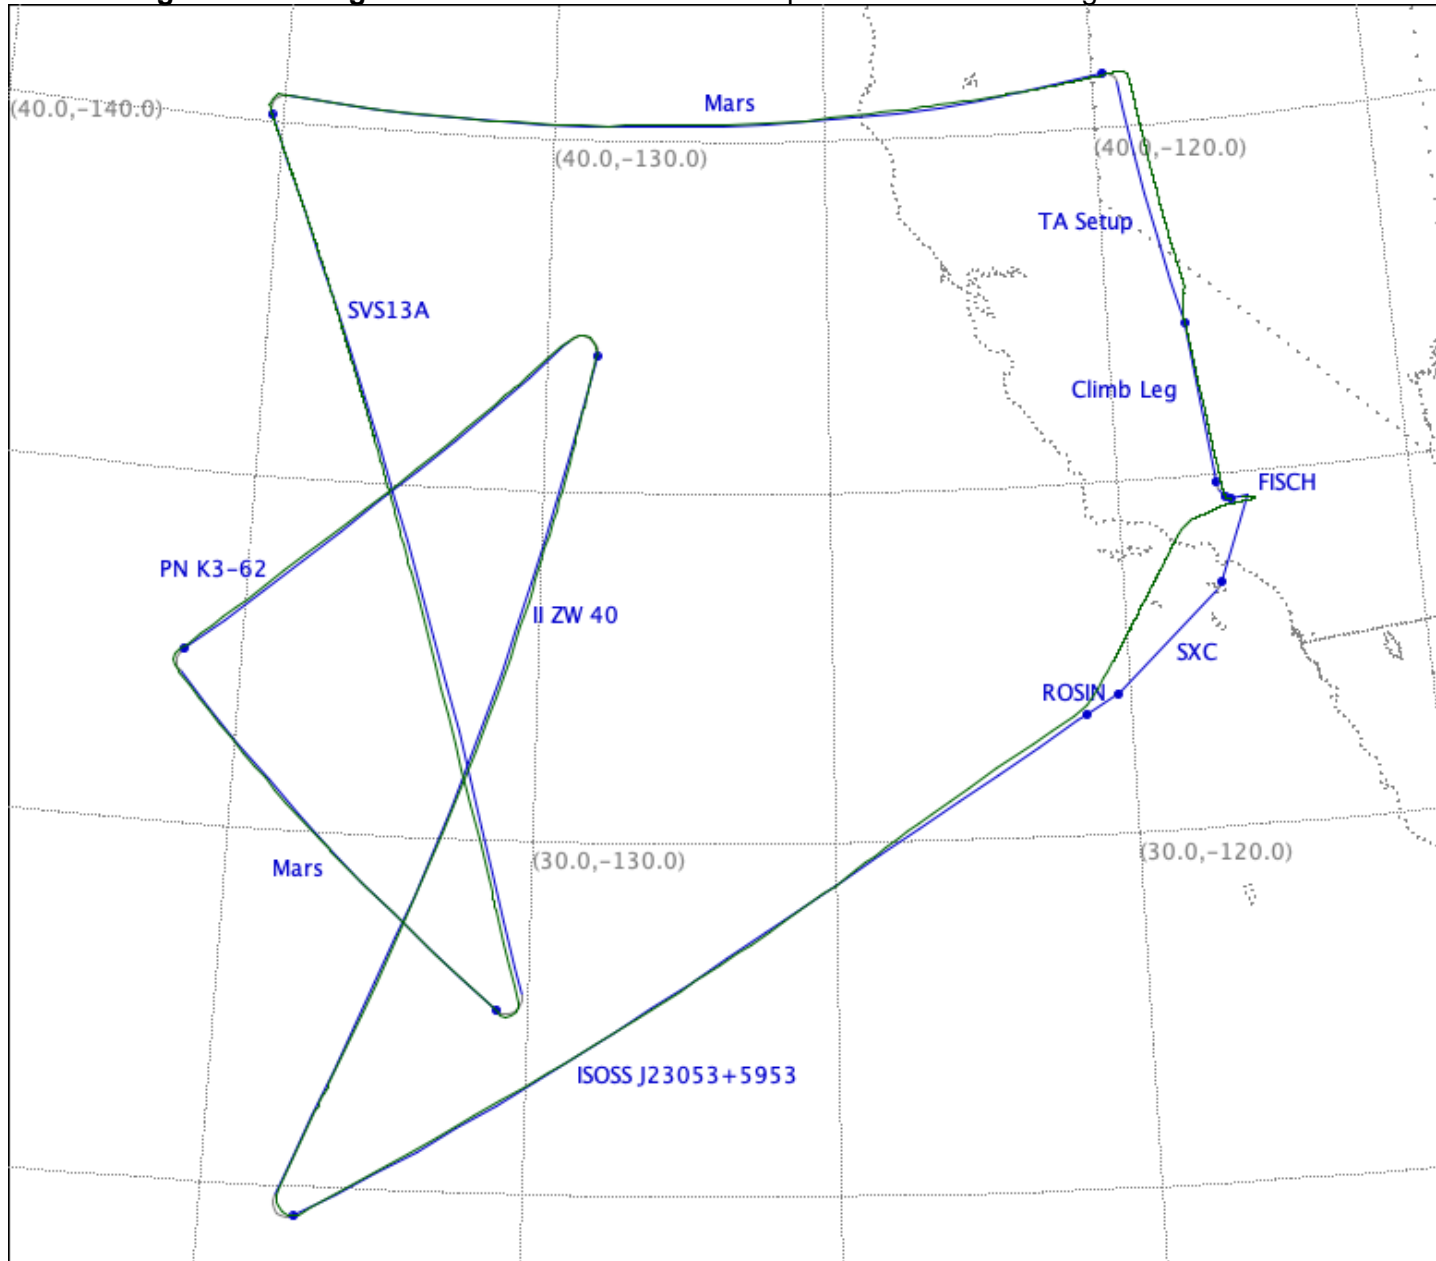 Mars
(40.0,-140.0)
(40.0,-120.0)
(40.0,-130.0)
TA Setup
SVS13A
Climb Leg
FISCH
PN K3-62
II ZW 40
SXC
ROSIN
(30.0,-120.0)
(30.0,-130.0)
Mars
ISOSS J23053+5953